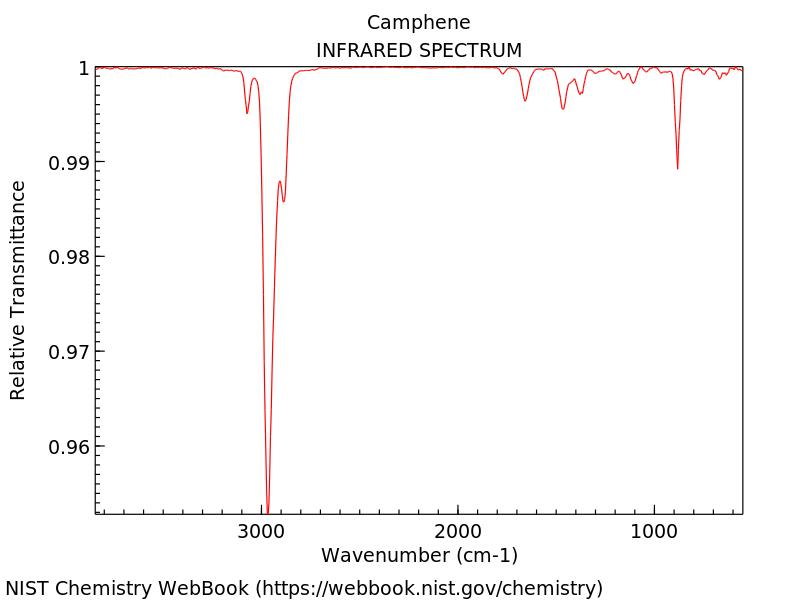 Camphene
INFRARED SPECTRUM
1
0.99
0.98
0.97
0.96
Relative Transmittance
3000
2000
1000
Wavenumber (cm-1)
NIST Chemistry WebBook (https://webbook.nist.gov/chemistry)